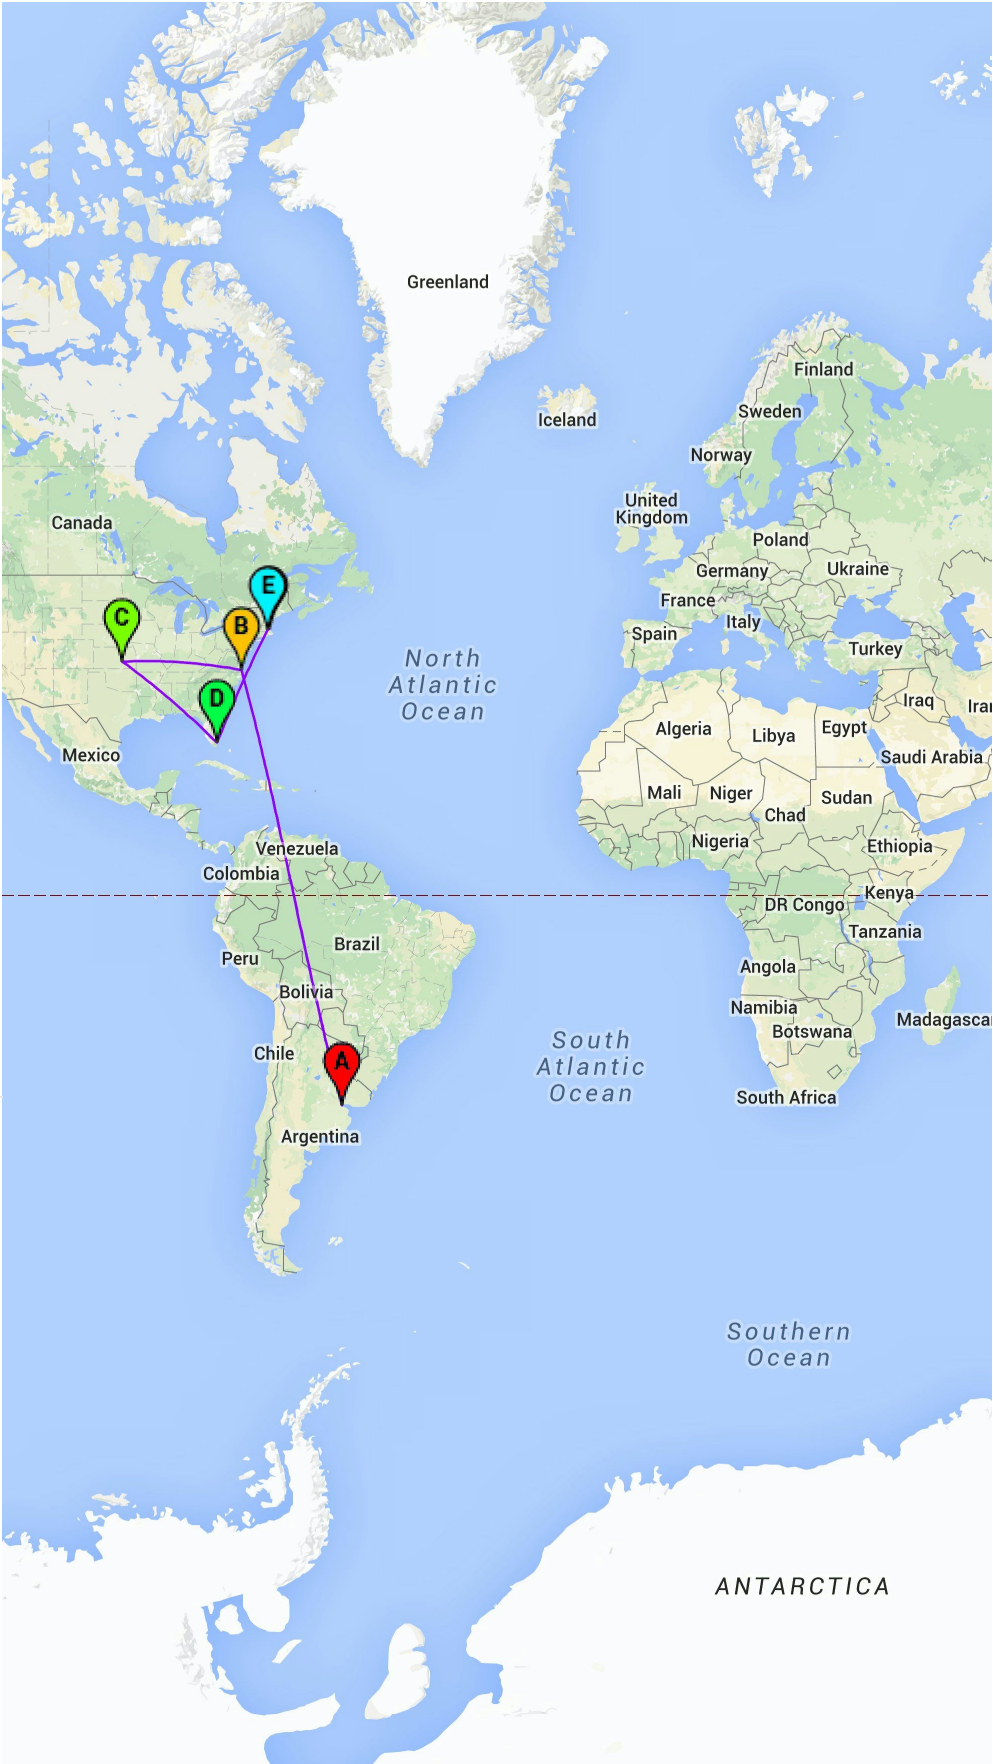 Greenland
Finland
Iceland
Sweden
Norway
United
Kingdom
Canada
Poland
Germany
Ukraine
E
France
C
B
Italy
Spain
Turkey
North
Atlantic
Ocean
D
Iraq
Iran
Algeria
Libya
Egypt
Mexico
Saudi Arabia
Mali
Niger
Sudan
Chad
Nigeria
Ethiopia
Venezuela
Colombia
Kenya
DR Congo
Tanzania
Brazil
Peru
Angola
Bolivia
Namibia
Madagasca
Botswana
South
Atlantic
Ocean
Chile
A
South Africa
Argentina
Southern
Ocean
ANTARCTICA